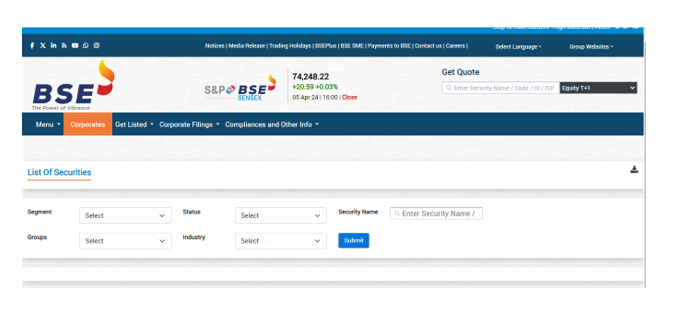 Notices | Media Release | Trading Holidays | BSEPlus | BSE SME | Payments to BSE | Contact us | Careers |
Select Language
Group Websites
BSE
The Power of Vibrance
S&P BSE
SENSEX
74,248.22
+20.59 +0.03%
05 Apr 24 | 16:00 | Close
Get Quote
Enter Security Name / Code / ID / ISIN
Equity T+1
Menu Corporates Get Listed Corporate Filings Compliances and Other Info
List Of Securities
Segment Select Status Select Security Name Enter Security Name /
Groups Select Industry Select Submit